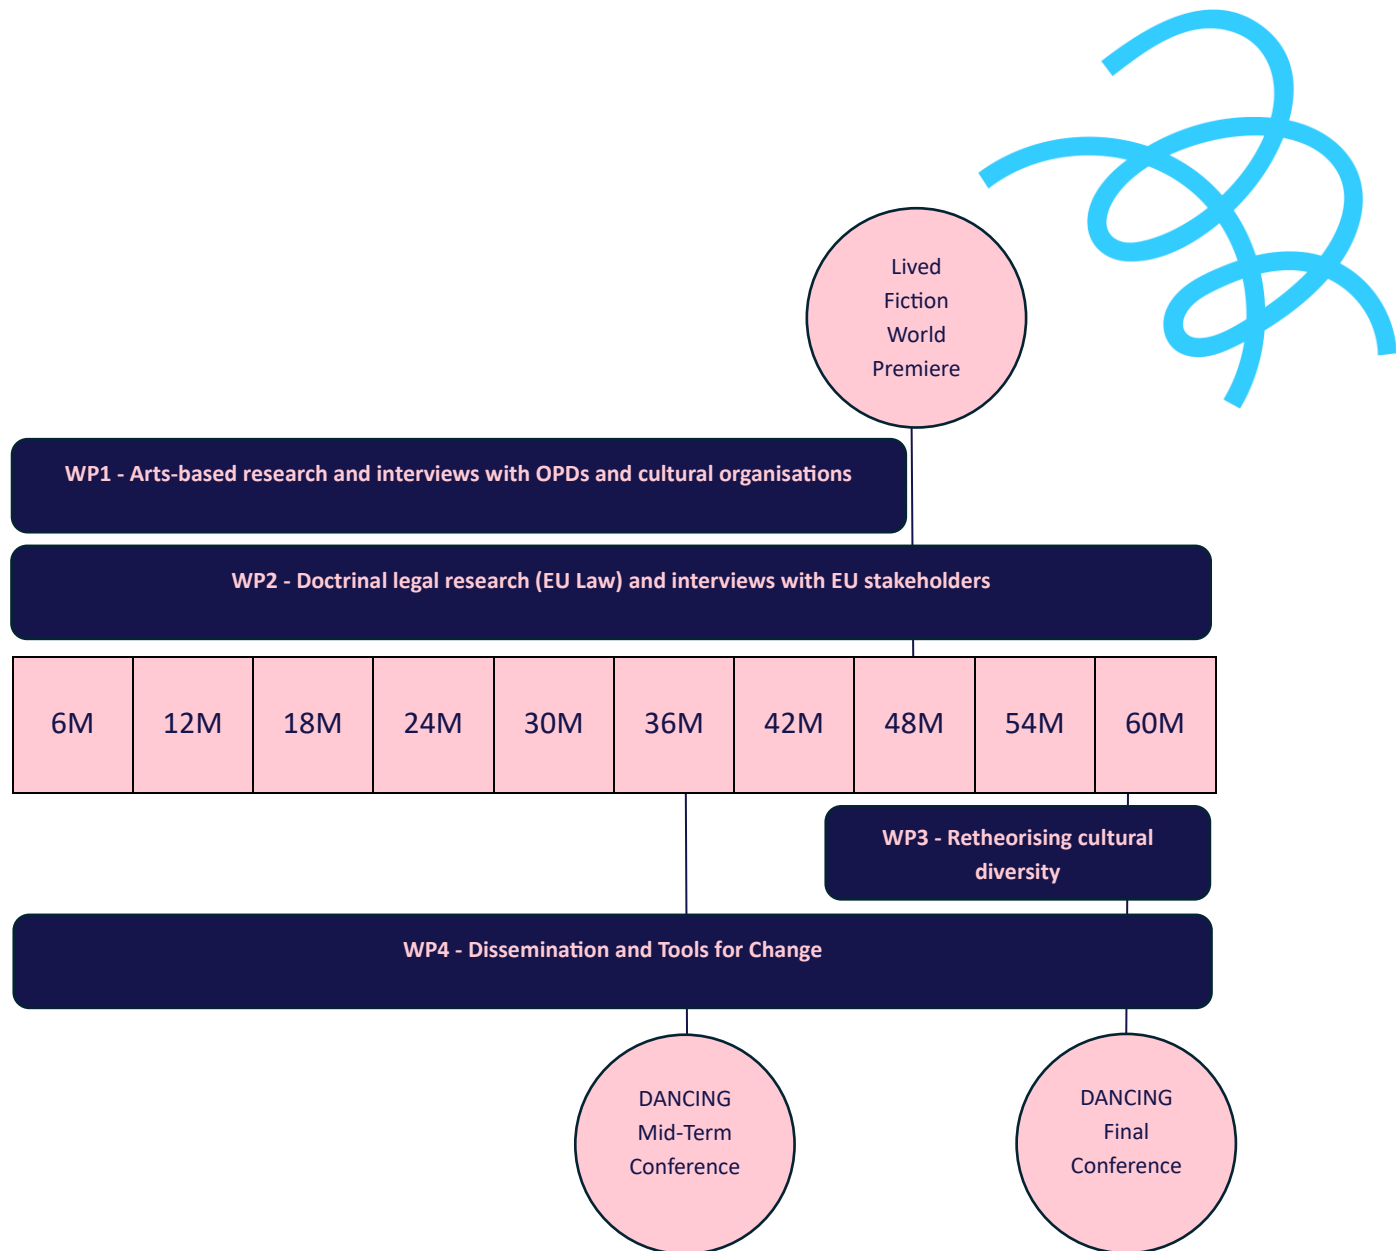 Lived
Fiction
World
Premiere
WP1 - Arts-based research and interviews with OPDs and cultural organisations
WP2 - Doctrinal legal research (EU Law) and interviews with EU stakeholders
6M 12M 18M 24M 30M 36M 42M 48M 54M 60M
WP3 - Retheorising cultural
diversity
WP4 - Dissemination and Tools for Change
DANCING
Mid-Term
Conference
DANCING
Final
Conference